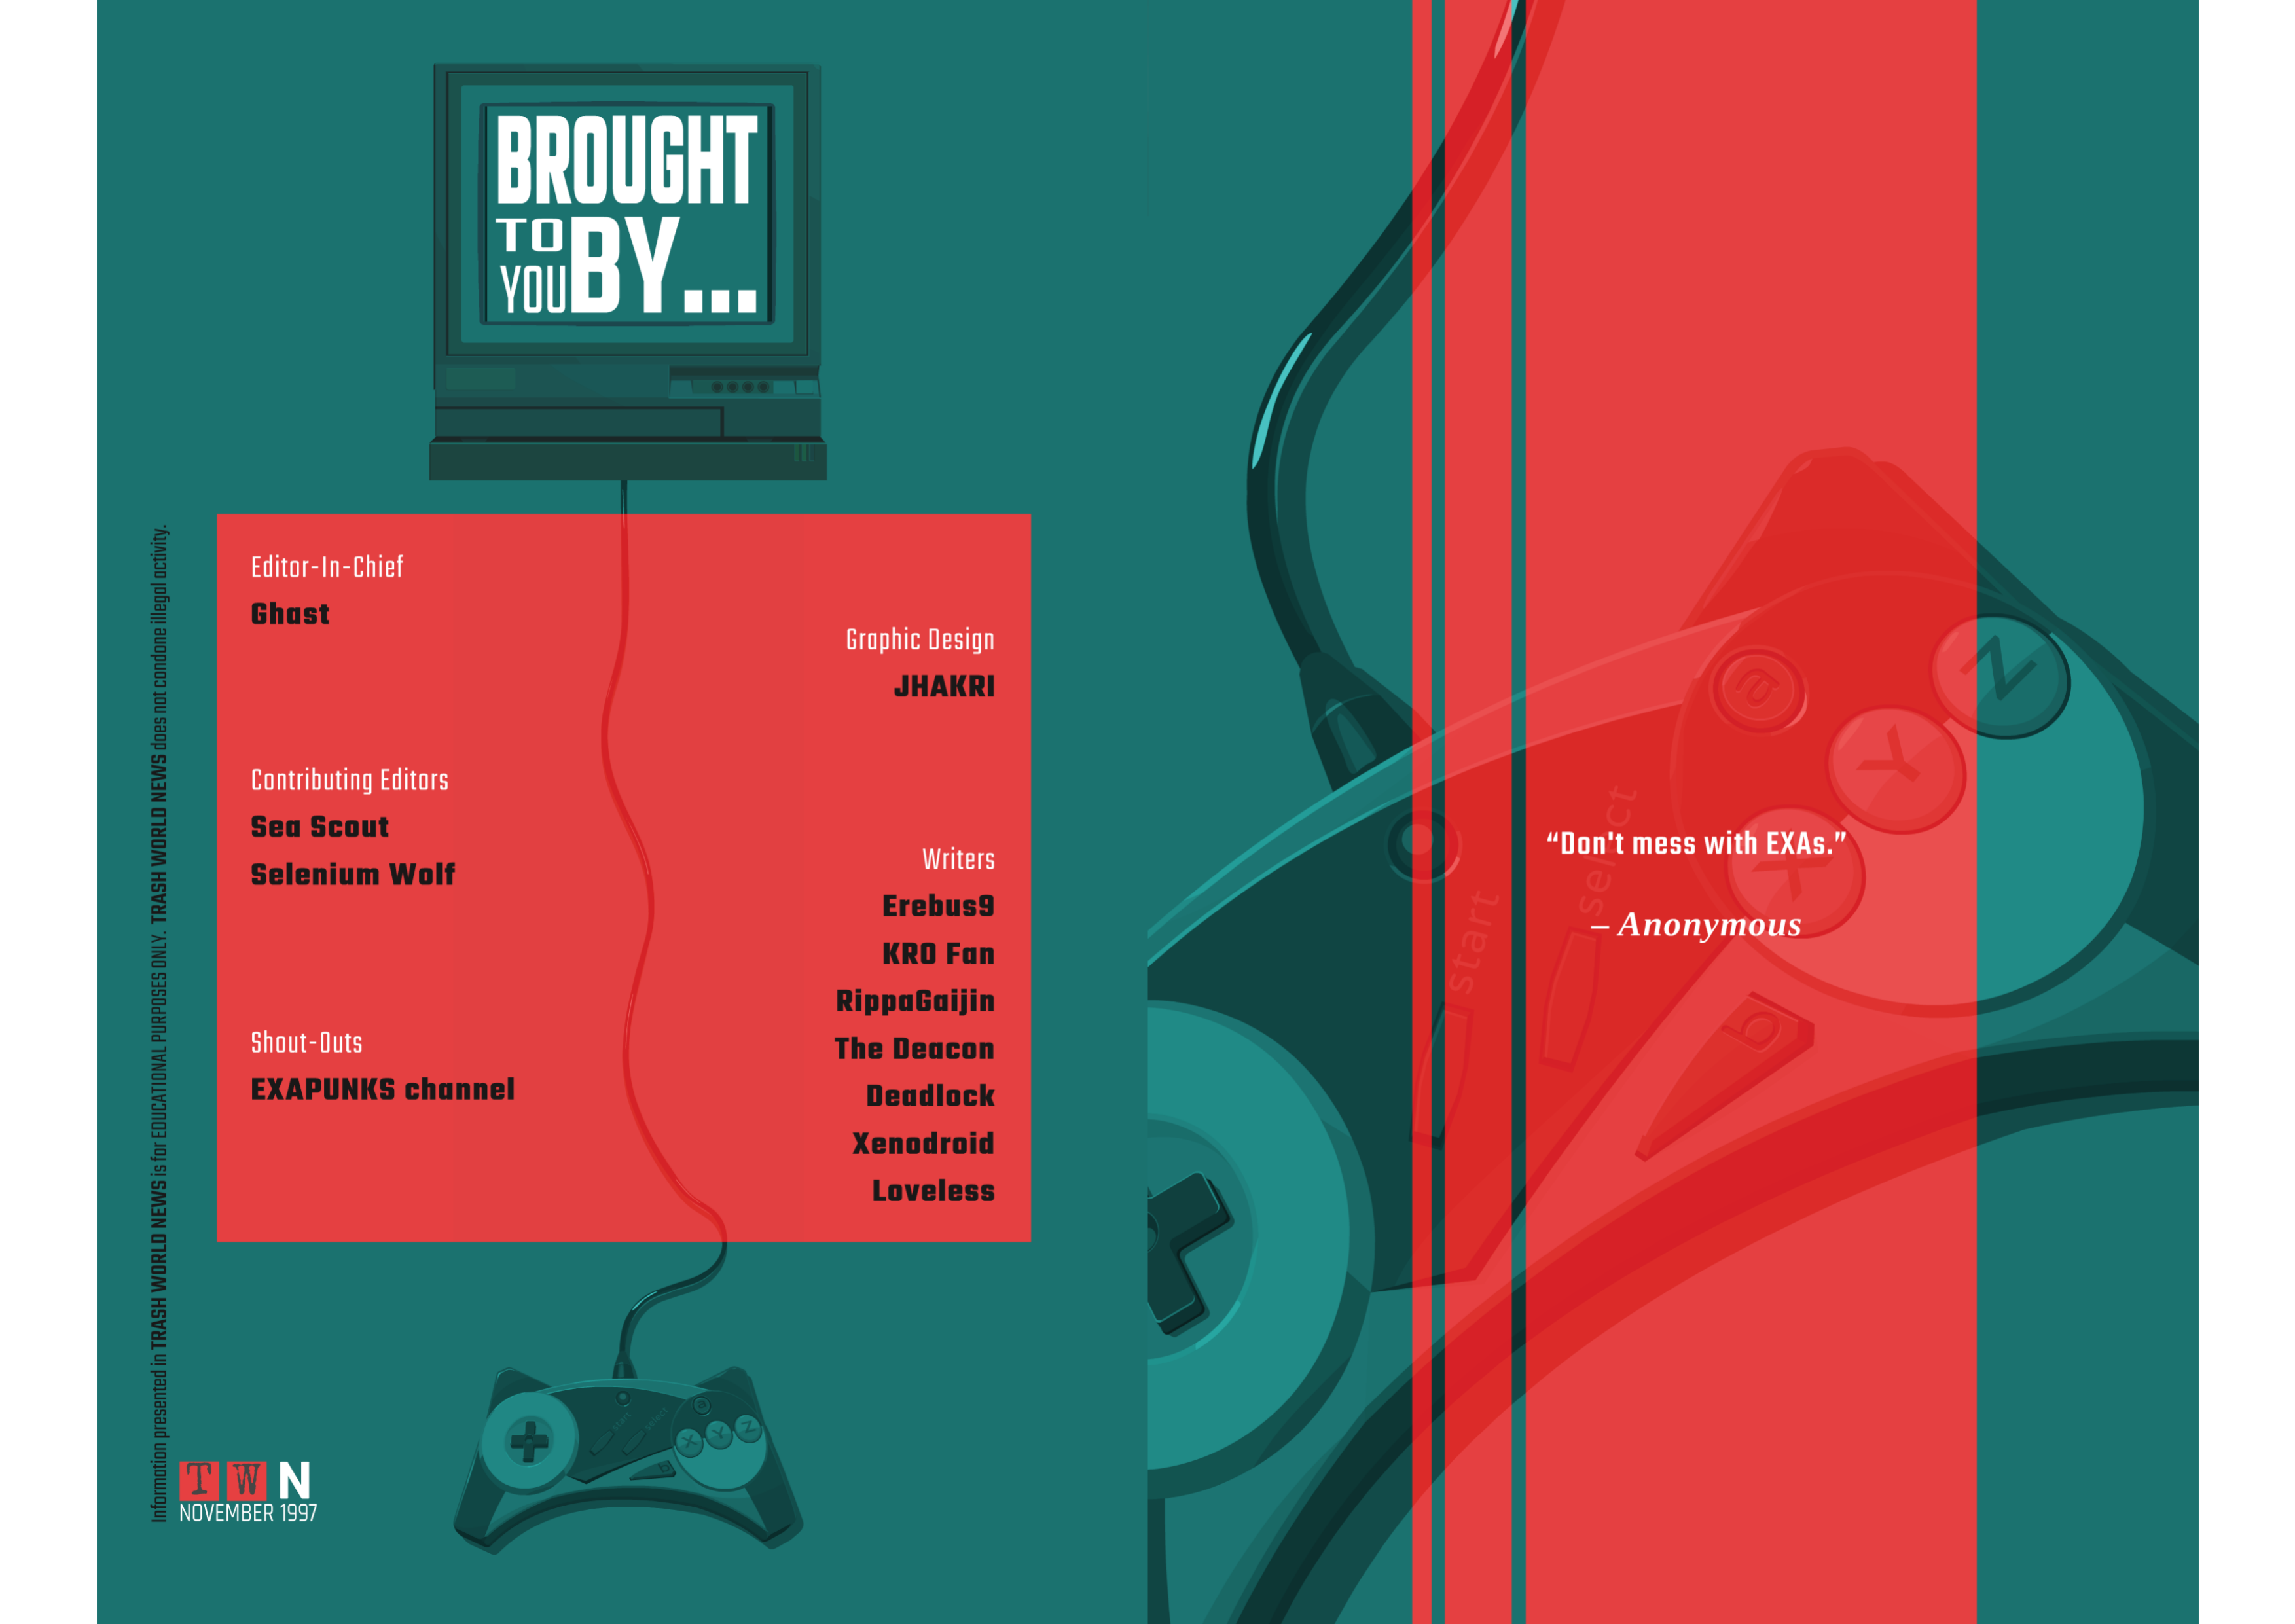 BROUGHT
TO
YOU BY...
Editor-In-Chief
Ghast
Contributing Editors
Sea Scout
Selenium Wolf
Shout-Outs
EXAPUNKS channel
Graphic Design
JHAKRI
Writers
Erebus9
KRO Fan
RippaGaijin
The Deacon
Deadlock
Xenodroid
Loveless
Information presented in TRASH WORLD NEWS is for EDUCATIONAL PURPOSES ONLY. TRASH WORLD NEWS does not condone illegal activity.
TWN
NOVEMBER 1997
start
select
a
X
Y
Z
b
“Don't mess with EXAs.”
– Anonymous
start
select
a
X
Y
Z
b